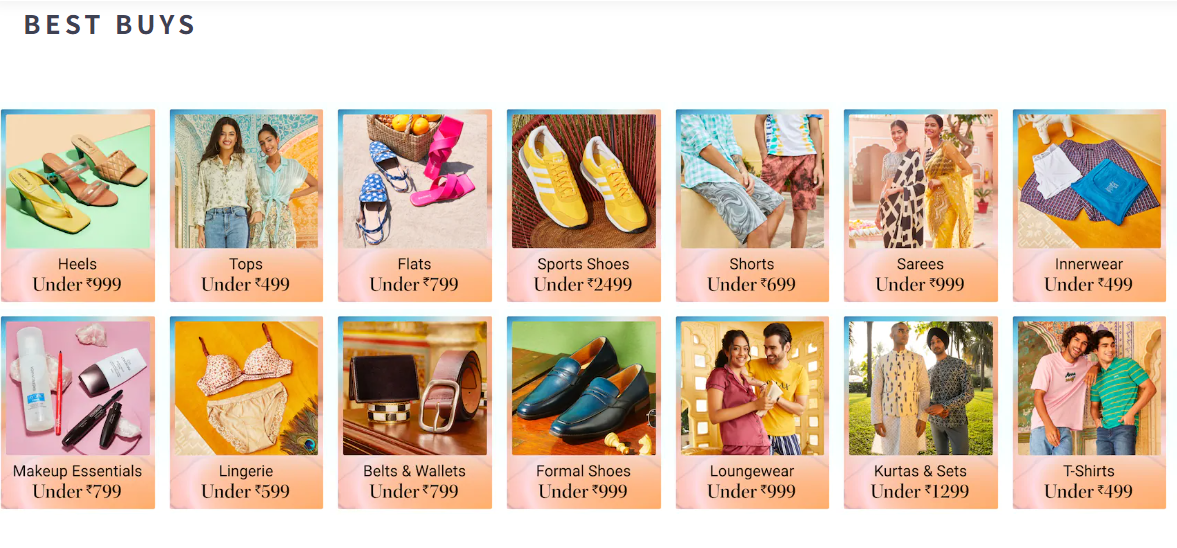 BEST BUYS
Heels
Under ₹999
Tops
Under ₹499
Flats
Under ₹799
Sports Shoes
Under ₹2499
Shorts
Under ₹699
Sarees
Under ₹999
Innerwear
Under ₹499
Makeup Essentials
Under ₹799
Lingerie
Under ₹599
Belts & Wallets
Under ₹799
Formal Shoes
Under ₹999
Loungewear
Under ₹999
Kurtas & Sets
Under ₹1299
T-Shirts
Under ₹499